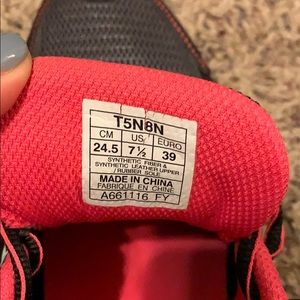 T5N8N
CM US EURO
24.5 7½ 39
SYNTHETIC FIBER &
SYNTHETIC LEATHER UPPER
/ RUBBER SOLE
MADE IN CHINA
FABRIQUE EN CHINE
A661116 FY